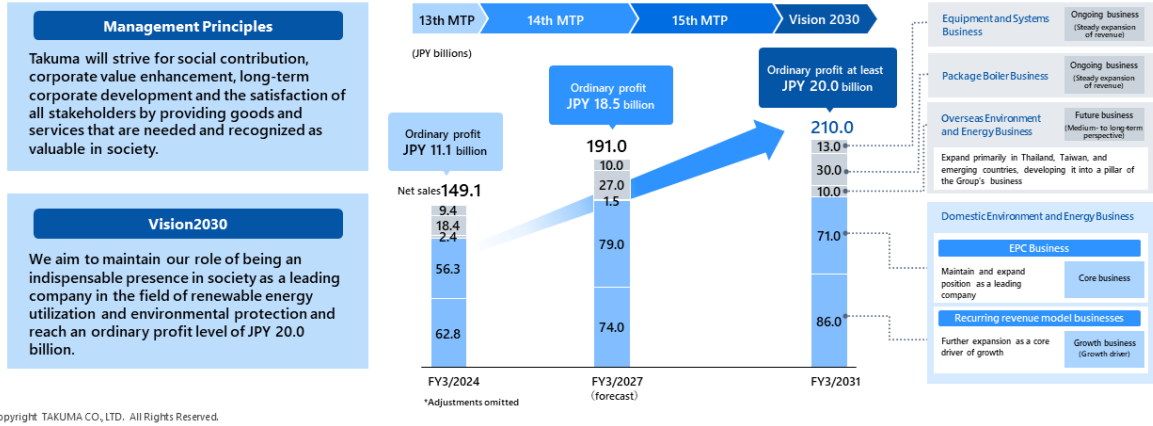 Management Principles
Takuma will strive for social contribution,
corporate value enhancement, long-term
corporate development and the satisfaction of
all stakeholders by providing goods and
services that are needed and recognized as
valuable in society.
Vision2030
We aim to maintain our role of being an
indispensable presence in society as a leading
company in the field of renewable energy
utilization and environmental protection and
reach an ordinary profit level of JPY 20.0
billion.
13th MTP
14th MTP
15th MTP
Vision 2030
(JPY billions)
Ordinary profit
JPY 11.1 billion
Net sales149.1
9.4
18.4
2.4
56.3
62.8
FY3/2024
Ordinary profit
JPY 18.5 billion
191.0
10.0
27.0
1.5
79.0
74.0
FY3/2027
(forecast)
Ordinary profit at least
JPY 20.0 billion
210.0
13.0
30.0
10.0
71.0
86.0
FY3/2031
*Adjustments omitted
Equipment and Systems
Business
Ongoing business
(Steady expansion
of revenue)
Package Boiler Business
Ongoing business
(Steady expansion
of revenue)
Overseas Environment
and Energy Business
Future business
(Medium- to long-term
perspective)
Expand primarily in Thailand, Taiwan, and
emerging countries, developing it into a pillar of
the Group's business
Domestic Environment and Energy Business
EPC Business
Maintain and expand
position as a leading
company
Core business
Recurring revenue model businesses
Further expansion as a core
driver of growth
Growth business
(Growth driver)
opyright TAKUMA CO., LTD. All Rights Reserved.